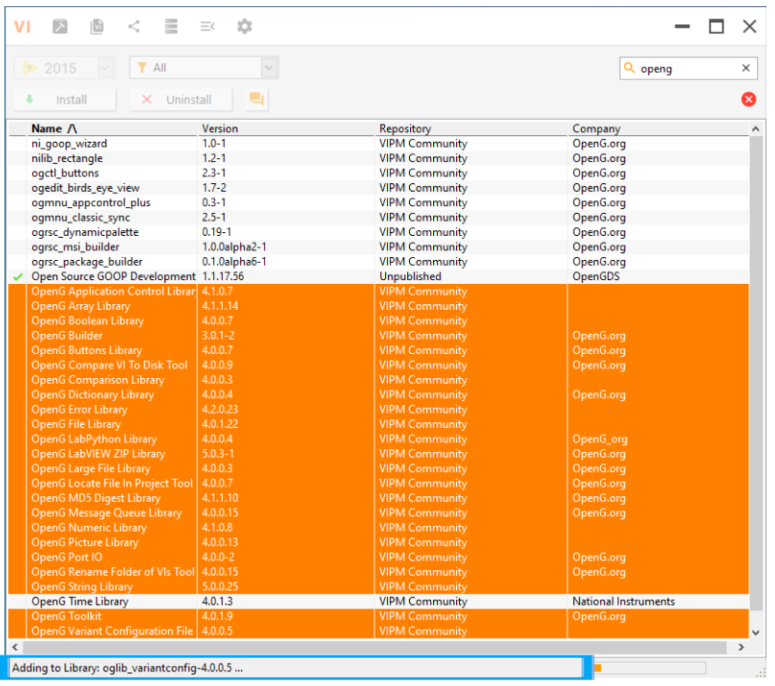 VI
2015 All openg
Install Uninstall
Name /\ Version Repository Company
ni_goop_wizard 1.0-1 VIPM Community OpenG.org
nilib_rectangle 1.2-1 VIPM Community OpenG.org
ogctl_buttons 2.3-1 VIPM Community OpenG.org
ogedit_birds_eye_view 1.7-2 VIPM Community OpenG.org
ogmnu_appcontrol_plus 0.3-1 VIPM Community OpenG.org
ogmnu_classic_sync 2.5-1 VIPM Community OpenG.org
ogrsc_dynamicpalette 0.19-1 VIPM Community OpenG.org
ogrsc_msi_builder 1.0.0alpha2-1 VIPM Community OpenG.org
ogrsc_package_builder 0.1.0alpha6-1 VIPM Community OpenG.org
Open Source GOOP Development 1.1.17.56 Unpublished OpenGDS
OpenG Application Control Librar 4.1.0.7 VIPM Community
OpenG Array Library 4.1.1.14 VIPM Community
OpenG Boolean Library 4.0.0.7 VIPM Community
OpenG Builder 3.0.1-2 VIPM Community OpenG.org
OpenG Buttons Library 4.0.0.7 VIPM Community OpenG.org
OpenG Compare VI To Disk Tool 4.0.0.9 VIPM Community OpenG.org
OpenG Comparison Library 4.0.0.3 VIPM Community
OpenG Dictionary Library 4.0.0.4 VIPM Community OpenG.org
OpenG Error Library 4.2.0.23 VIPM Community
OpenG File Library 4.0.1.22 VIPM Community
OpenG LabPython Library 4.0.0.4 VIPM Community OpenG_org
OpenG LabVIEW ZIP Library 5.0.3-1 VIPM Community OpenG.org
OpenG Large File Library 4.0.0.3 VIPM Community OpenG.org
OpenG Locate File In Project Tool 4.0.0.7 VIPM Community OpenG.org
OpenG MD5 Digest Library 4.1.1.10 VIPM Community OpenG.org
OpenG Message Queue Library 4.0.0.15 VIPM Community OpenG.org
OpenG Numeric Library 4.1.0.8 VIPM Community
OpenG Picture Library 4.0.0.13 VIPM Community
OpenG Port IO 4.0.0-2 VIPM Community OpenG.org
OpenG Rename Folder of VIs Tool 4.0.0.15 VIPM Community OpenG.org
OpenG String Library 5.0.0.25 VIPM Community
OpenG Time Library 4.0.1.3 VIPM Community National Instruments
OpenG Toolkit 4.0.1.9 VIPM Community OpenG.org
OpenG Variant Configuration File 4.0.0.5 VIPM Community
Adding to Library: oglib_variantconfig-4.0.0.5 ...